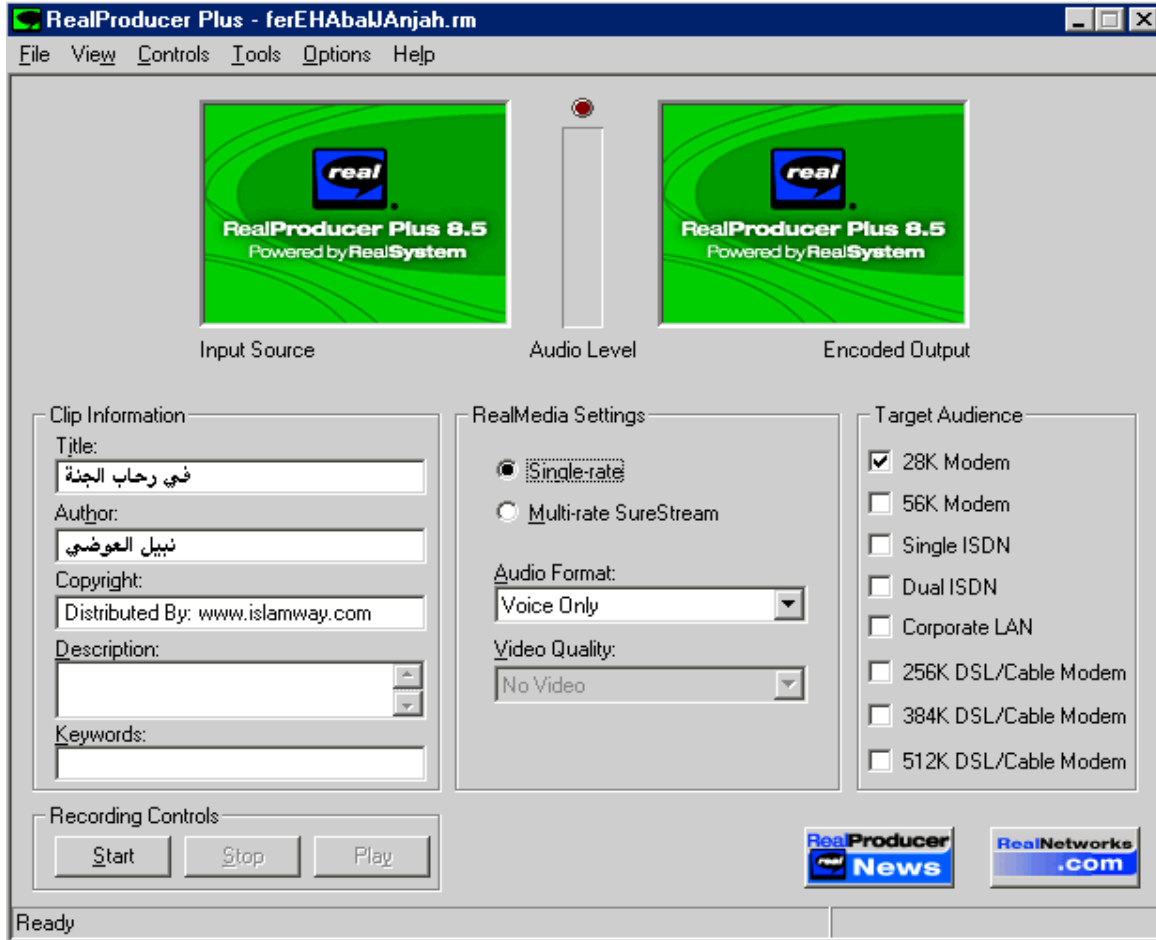 RealProducer Plus - ferEHAbalJAnjah.rm
File View Controls Tools Options Help
real
RealProducer Plus 8.5
Powered by RealSystem
real
RealProducer Plus 8.5
Powered by RealSystem
Input Source
Audio Level
Encoded Output
Clip Information
Title:
في رحاب الجنة
Author:
نبيل العوضي
Copyright:
Distributed By: www.islamway.com
Description:
Keywords:
RealMedia Settings
Single-rate
Multi-rate SureStream
Audio Format:
Voice Only
Video Quality:
No Video
Target Audience
28K Modem
56K Modem
Single ISDN
Dual ISDN
Corporate LAN
256K DSL/Cable Modem
384K DSL/Cable Modem
512K DSL/Cable Modem
Recording Controls
Start
Stop
Play
RealProducer
real News
RealNetworks
.com
Ready